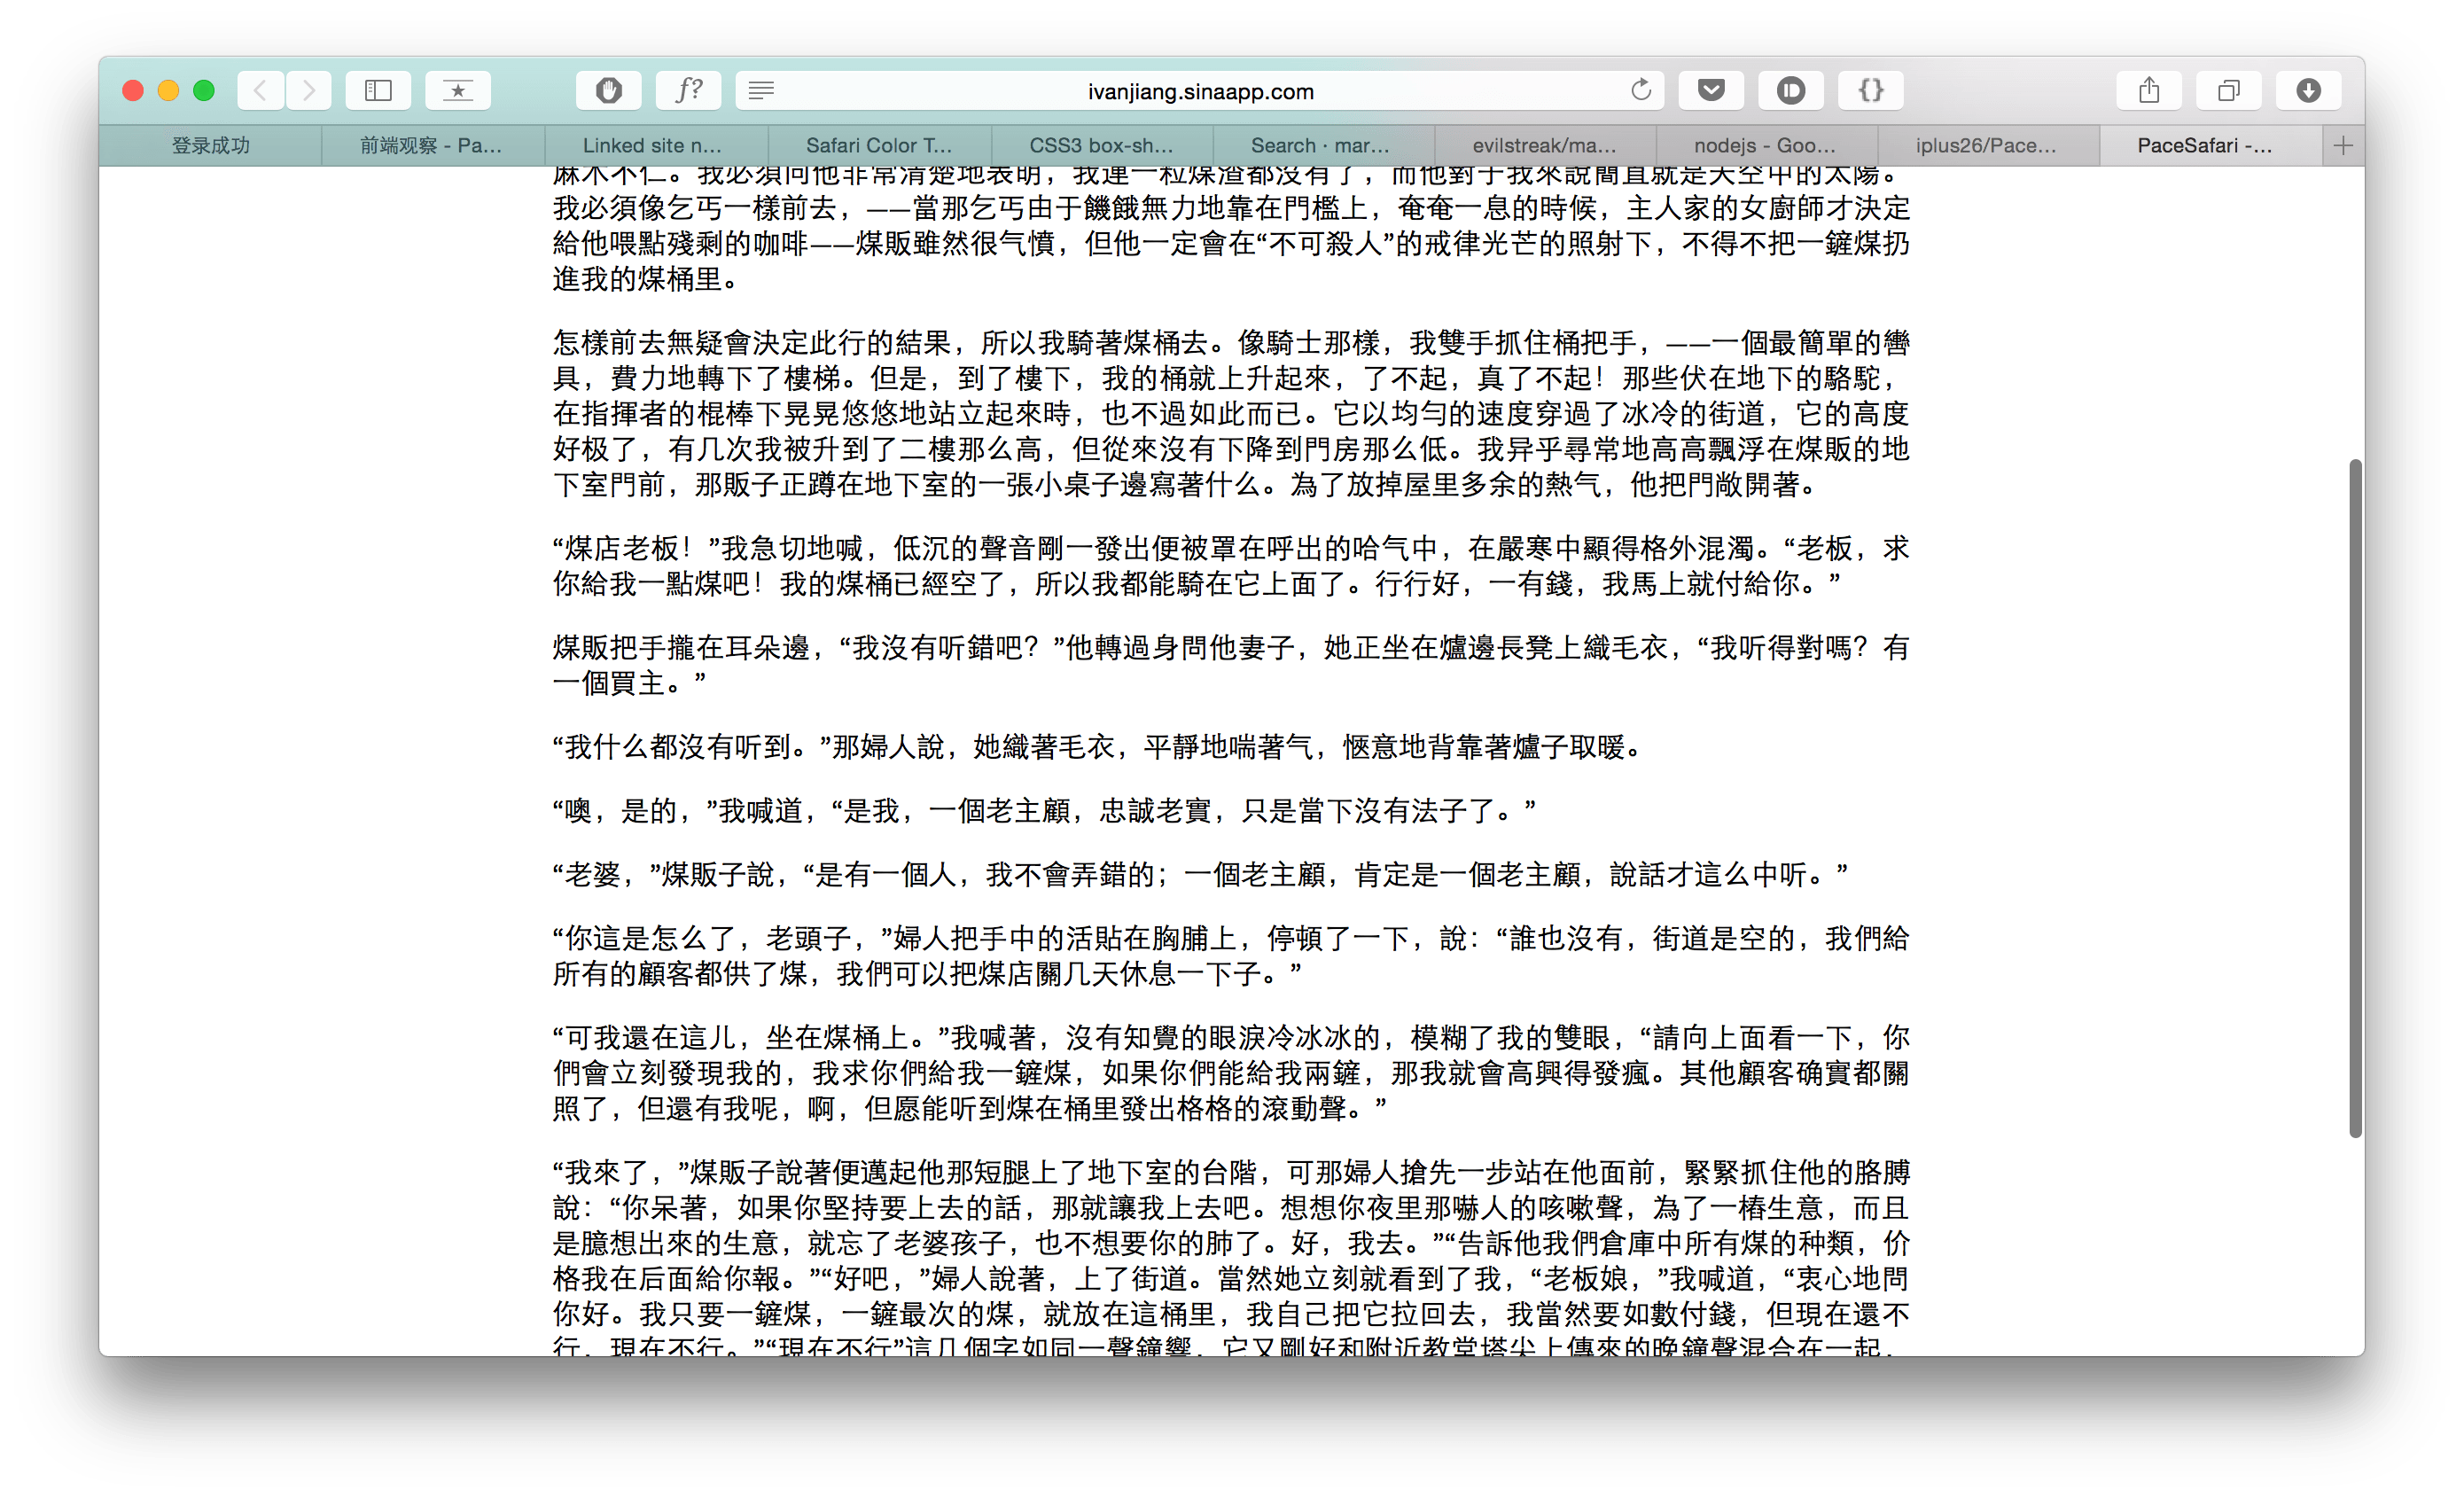 f?
ivanjiang.sinaapp.com
{}
登录成功
前端观察 - Pa...
Linked site n...
Safari Color T...
CSS3 box-sh...
Search · mar...
evilstreak/ma...
nodejs - Goo...
iplus26/Pace...
PaceSafari -...
麻木不仁。我必須向他非常清楚地表明，我連一粒煤渣都沒有了，而他對于我來說簡直就是天空中的太陽。
我必須像乞丐一樣前去，——當那乞丐由于饑餓無力地靠在門檻上，奄奄一息的時候，主人家的女廚師才決定
給他喂點殘剩的咖啡——煤販雖然很气憤，但他一定會在“不可殺人”的戒律光芒的照射下，不得不把一鏟煤扔
進我的煤桶里。
怎樣前去無疑會決定此行的結果，所以我騎著煤桶去。像騎士那樣，我雙手抓住桶把手，——一個最簡單的轡
具，費力地轉下了樓梯。但是，到了樓下，我的桶就上升起來，了不起，真了不起！那些伏在地下的駱駝，
在指揮者的棍棒下晃晃悠悠地站立起來時，也不過如此而已。它以均勻的速度穿過了冰冷的街道，它的高度
好极了，有几次我被升到了二樓那么高，但從來沒有下降到門房那么低。我异乎尋常地高高飄浮在煤販的地
下室門前，那販子正蹲在地下室的一張小桌子邊寫著什么。為了放掉屋里多余的熱气，他把門敞開著。
“煤店老板！”我急切地喊，低沉的聲音剛一發出便被罩在呼出的哈气中，在嚴寒中顯得格外混濁。“老板，求
你給我一點煤吧！我的煤桶已經空了，所以我都能騎在它上面了。行行好，一有錢，我馬上就付給你。”
煤販把手攏在耳朵邊，“我沒有听錯吧？”他轉過身問他妻子，她正坐在爐邊長凳上織毛衣，“我听得對嗎？有
一個買主。”
“我什么都沒有听到。”那婦人說，她織著毛衣，平靜地喘著气，愜意地背靠著爐子取暖。
“噢，是的，”我喊道，“是我，一個老主顧，忠誠老實，只是當下沒有法子了。”
“老婆，”煤販子說，“是有一個人，我不會弄錯的；一個老主顧，肯定是一個老主顧，說話才這么中听。”
“你這是怎么了，老頭子，”婦人把手中的活貼在胸脯上，停頓了一下，說：“誰也沒有，街道是空的，我們給
所有的顧客都供了煤，我們可以把煤店關几天休息一下子。”
“可我還在這儿，坐在煤桶上。”我喊著，沒有知覺的眼淚冷冰冰的，模糊了我的雙眼，“請向上面看一下，你
們會立刻發現我的，我求你們給我一鏟煤，如果你們能給我兩鏟，那我就會高興得發瘋。其他顧客确實都關
照了，但還有我呢，啊，但愿能听到煤在桶里發出格格的滾動聲。”
“我來了，”煤販子說著便邁起他那短腿上了地下室的台階，可那婦人搶先一步站在他面前，緊緊抓住他的胳膊
說：“你呆著，如果你堅持要上去的話，那就讓我上去吧。想想你夜里那嚇人的咳嗽聲，為了一樁生意，而且
是臆想出來的生意，就忘了老婆孩子，也不想要你的肺了。好，我去。”“告訴他我們倉庫中所有煤的种類，价
格我在后面給你報。”“好吧，”婦人說著，上了街道。當然她立刻就看到了我，“老板娘，”我喊道，“衷心地問
你好。我只要一鏟煤，一鏟最次的煤，就放在這桶里，我自己把它拉回去，我當然要如數付錢，但現在還不
行，現在不行。”“現在不行”這几個字如同一聲鐘響，它又剛好和附近教堂塔尖上傳來的晚鐘聲混合在一起，